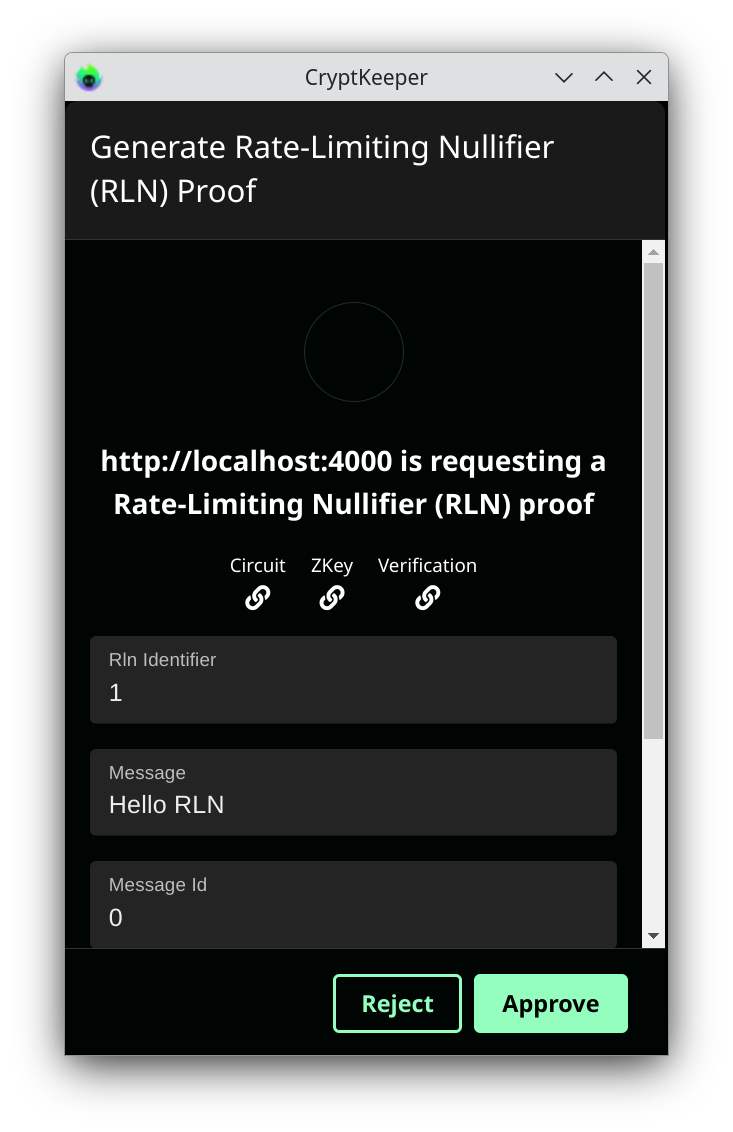 CryptKeeper
Generate Rate-Limiting Nullifier
(RLN) Proof
http://localhost:4000 is requesting a
Rate-Limiting Nullifier (RLN) proof
Circuit ZKey Verification
Rln Identifier
1
Message
Hello RLN
Message Id
0
Reject Approve